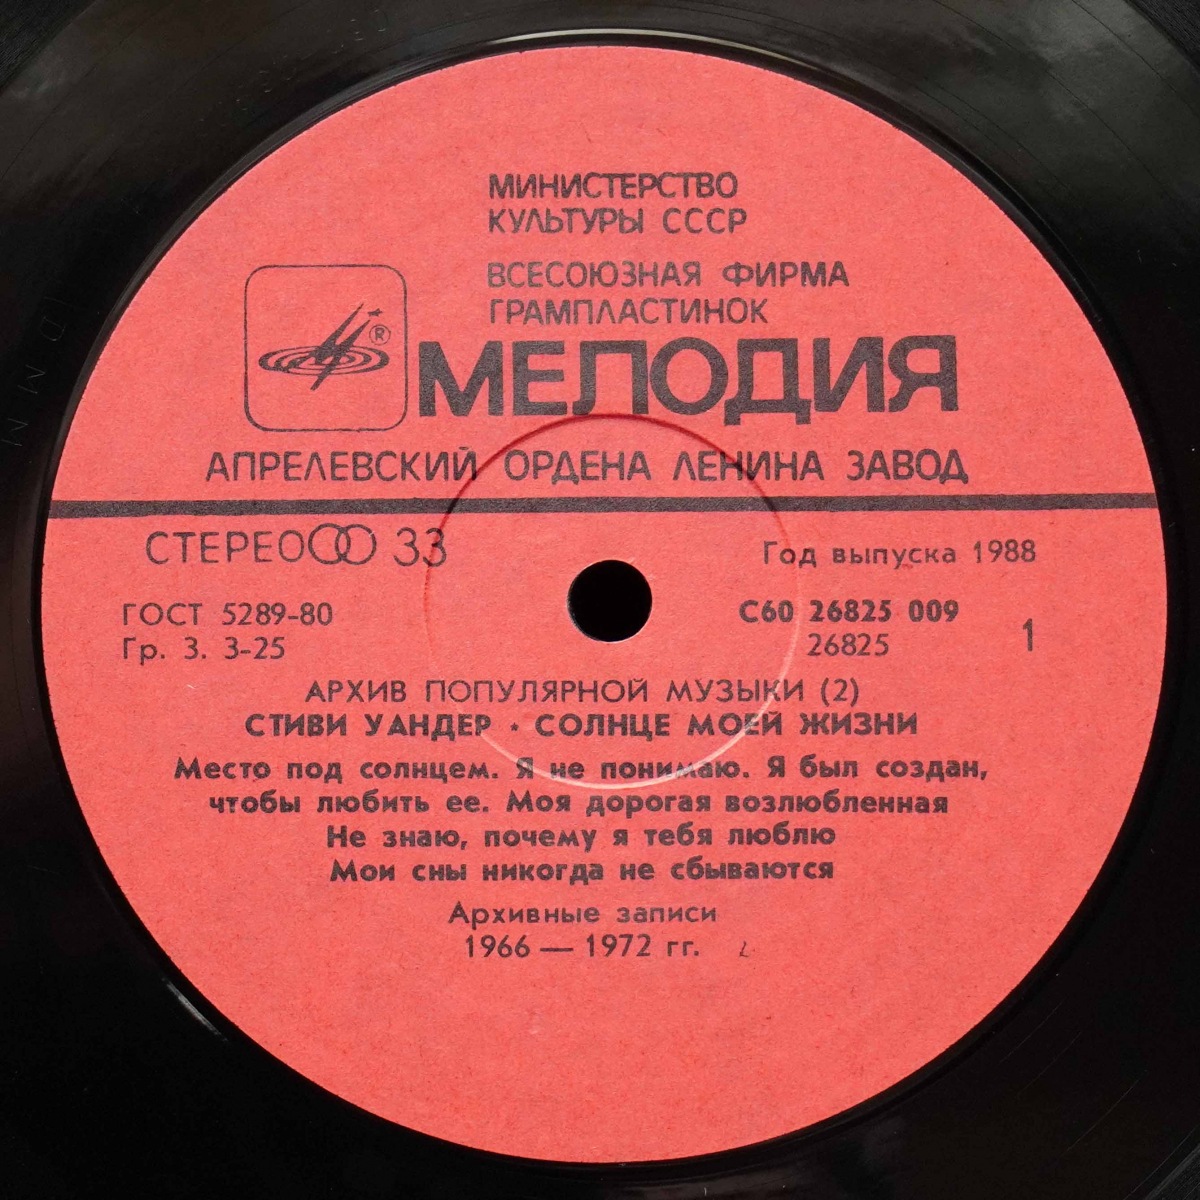 МИНИСТЕРСТВО
КУЛЬТУРЫ СССР
ВСЕСОЮЗНАЯ ФИРМА
ГРАМПЛАСТИНОК
®
МЕЛОДИЯ
АПРЕЛЕВСКИЙ ОРДЕНА ЛЕНИНА ЗАВОД
СТЕРЕО 33
Год выпуска 1988
ГОСТ 5289-80
Гр. 3. 3-25
С60 26825 009
26825
1
АРХИВ ПОПУЛЯРНОЙ МУЗЫКИ (2)
СТИВИ УАНДЕР · СОЛНЦЕ МОЕЙ ЖИЗНИ
Место под солнцем. Я не понимаю. Я был создан,
чтобы любить ее. Моя дорогая возлюбленная
Не знаю, почему я тебя люблю
Мои сны никогда не сбываются
Архивные записи
1966 — 1972 гг.